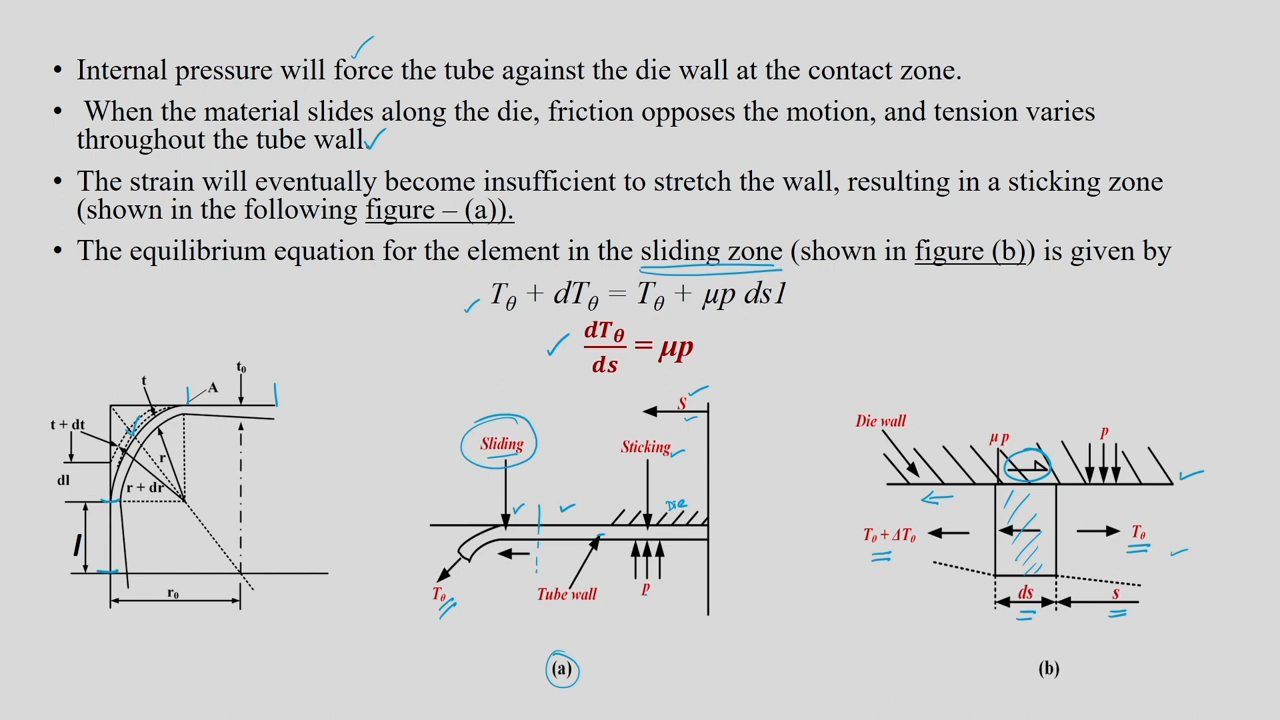 • Internal pressure will force the tube against the die wall at the contact zone.
• When the material slides along the die, friction opposes the motion, and tension varies
throughout the tube wall.
• The strain will eventually become insufficient to stretch the wall, resulting in a sticking zone
(shown in the following figure – (a)).
• The equilibrium equation for the element in the sliding zone (shown in figure (b)) is given by
Tθ + dTθ = Tθ + μp ds1
dTθ
ds
= μp
t
A
t₀
t + dt
r
dl
r + dr
l
r₀
S
Sliding
Sticking
Die
Tθ
Tube wall
p
(a)
Die wall
μ p
p
Tθ + ΔTθ
Tθ
ds
s
(b)